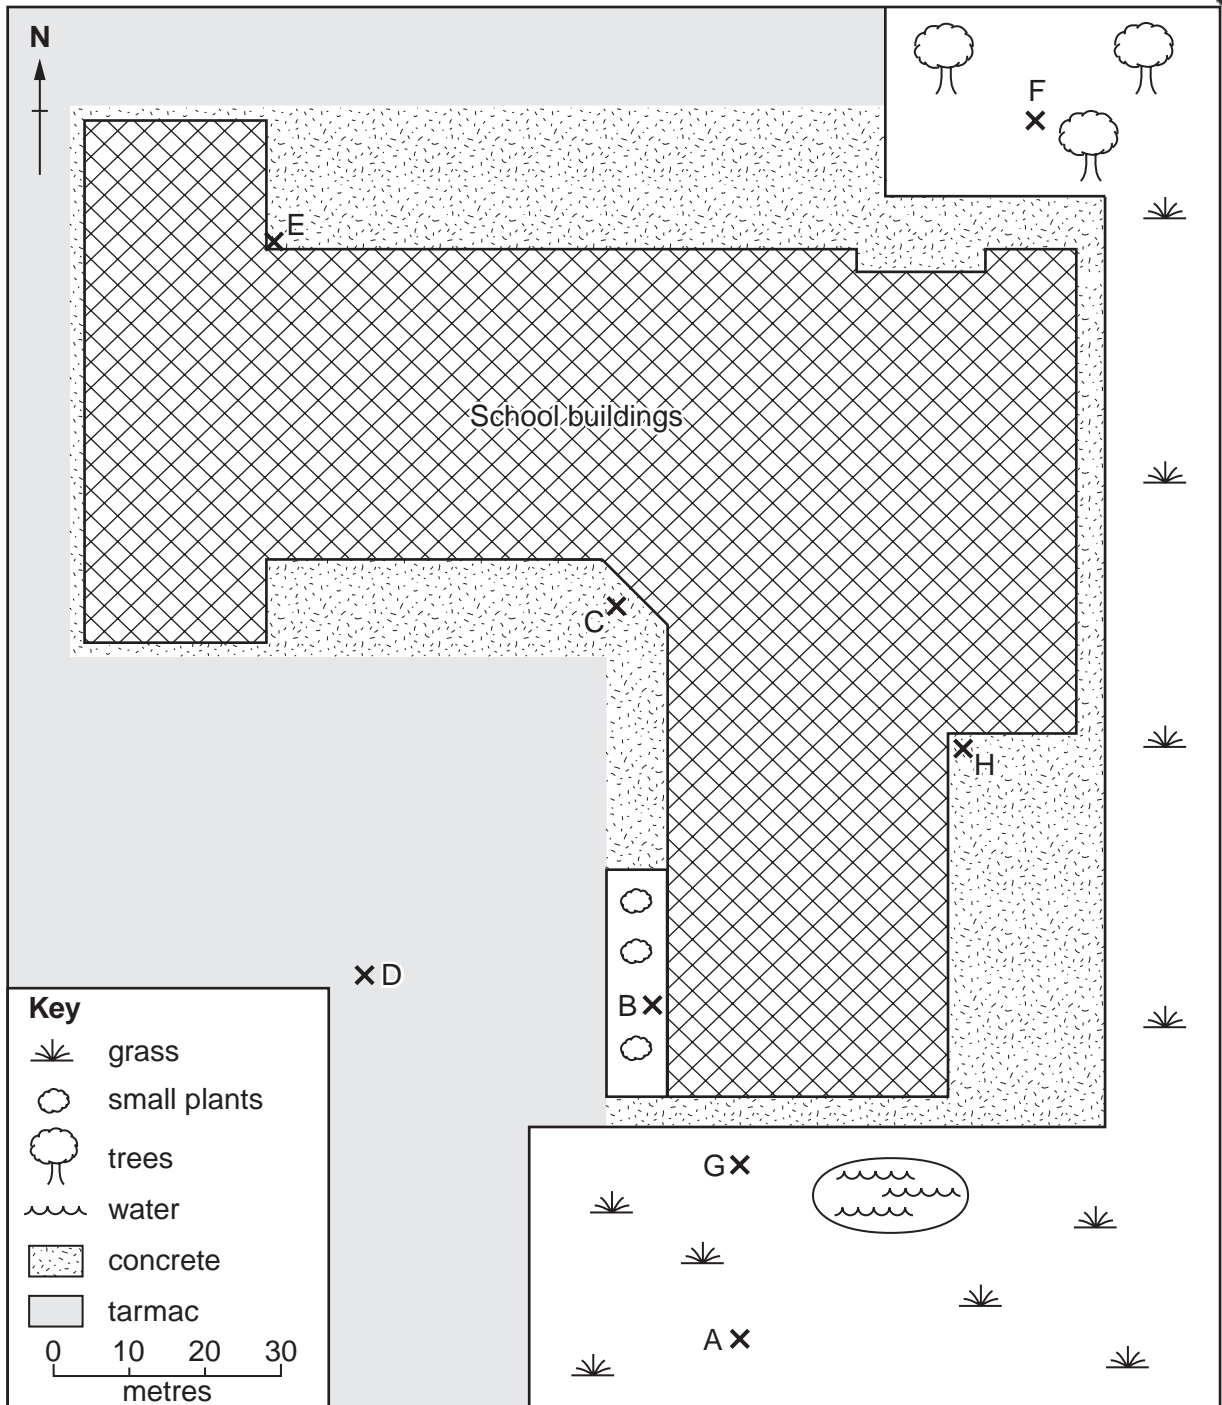 N
F
E
School buildings
C
H
D
B
Key
grass
small plants
trees
water
concrete
tarmac
0 10 20 30
metres
G
A